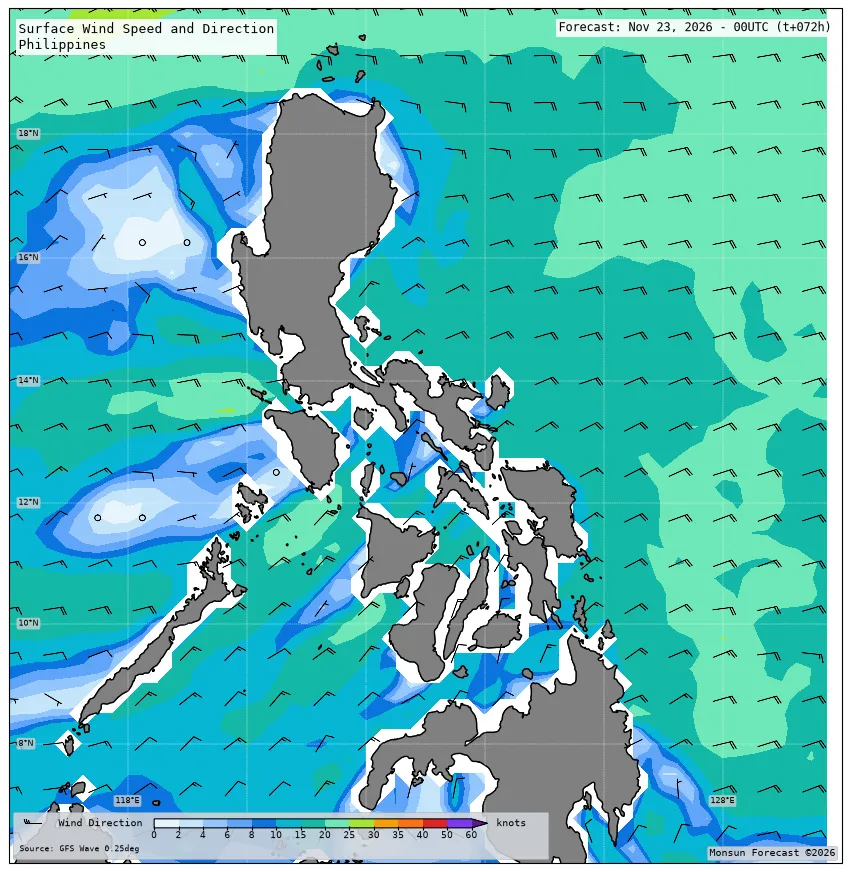 Surface Wind Speed and Direction
Philippines
Forecast: Nov 23, 2026 - 00UTC (t+072h)
18°N
16°N
14°N
12°N
10°N
8°N
118°E
128°E
Wind Direction
knots
0 2 4 6 8 10 15 20 25 30 35 40 50 60
Source: GFS Wave 0.25deg
Monsun Forecast ©2026